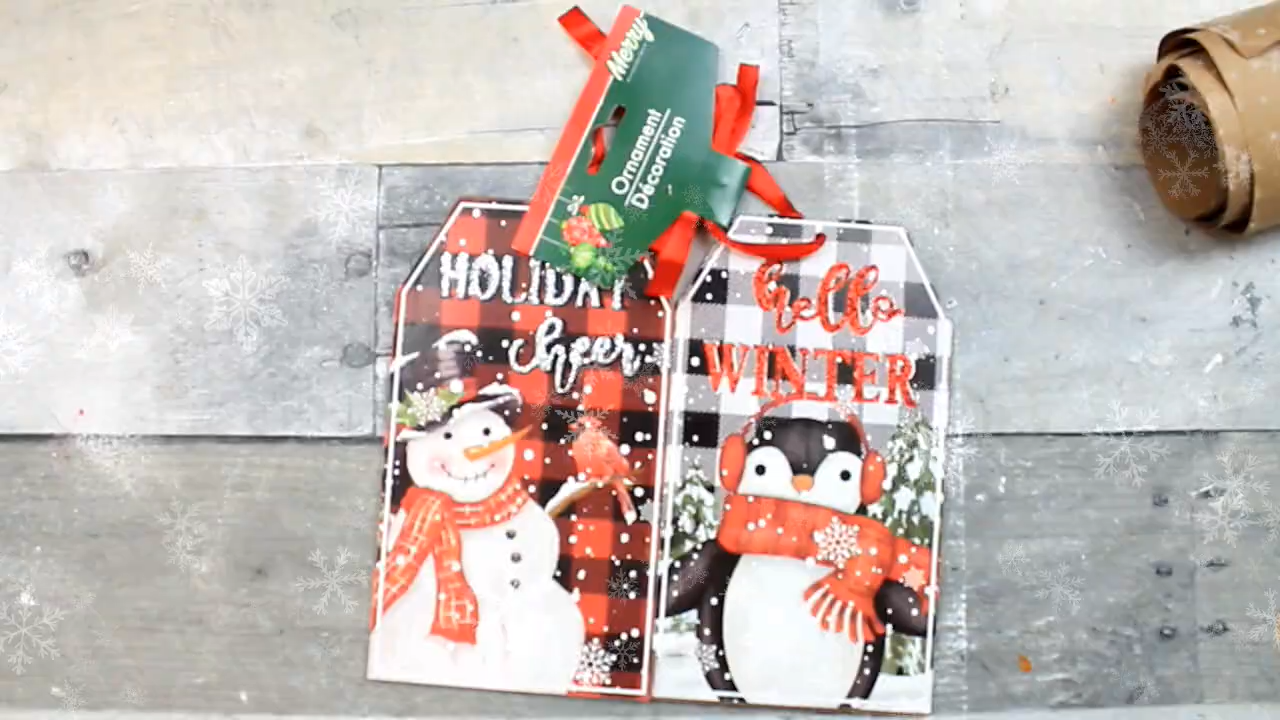 Merry
Ornament
Décoration
HOLIDAY
cheer
hello
WINTER